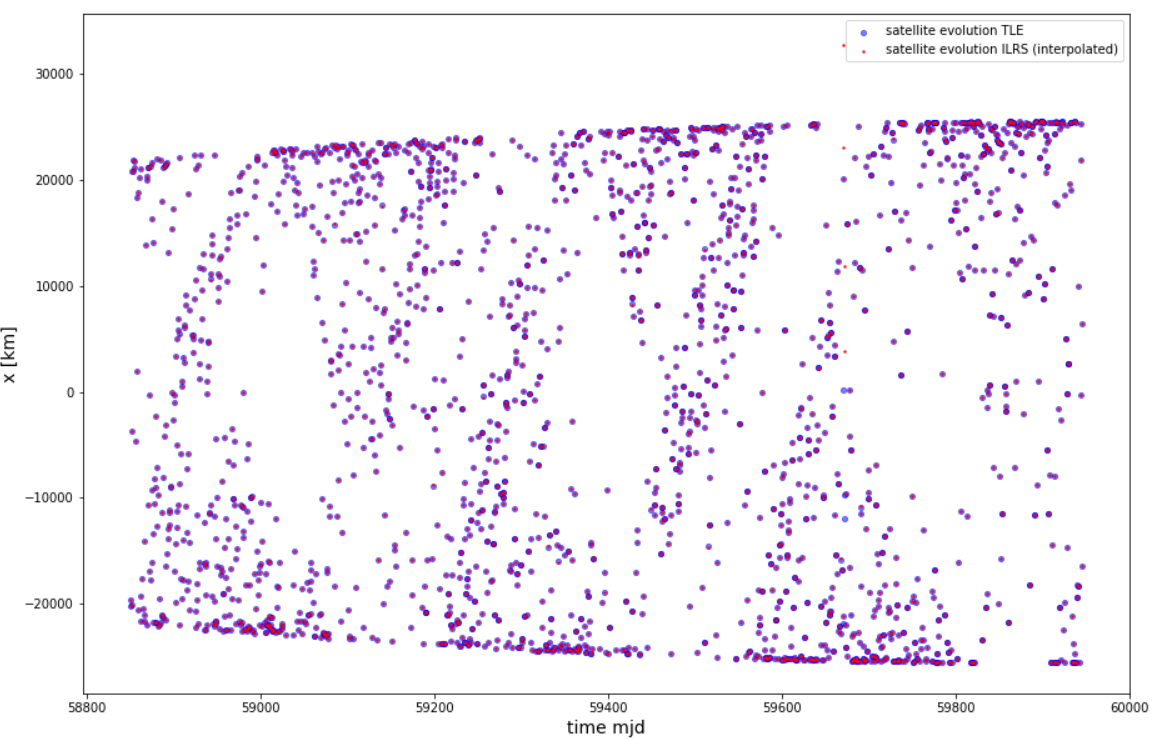 satellite evolution TLE
satellite evolution ILRS (interpolated)
30000
20000
10000
0
−10000
−20000
x [km]
58800 59000 59200 59400 59600 59800 60000
time mjd